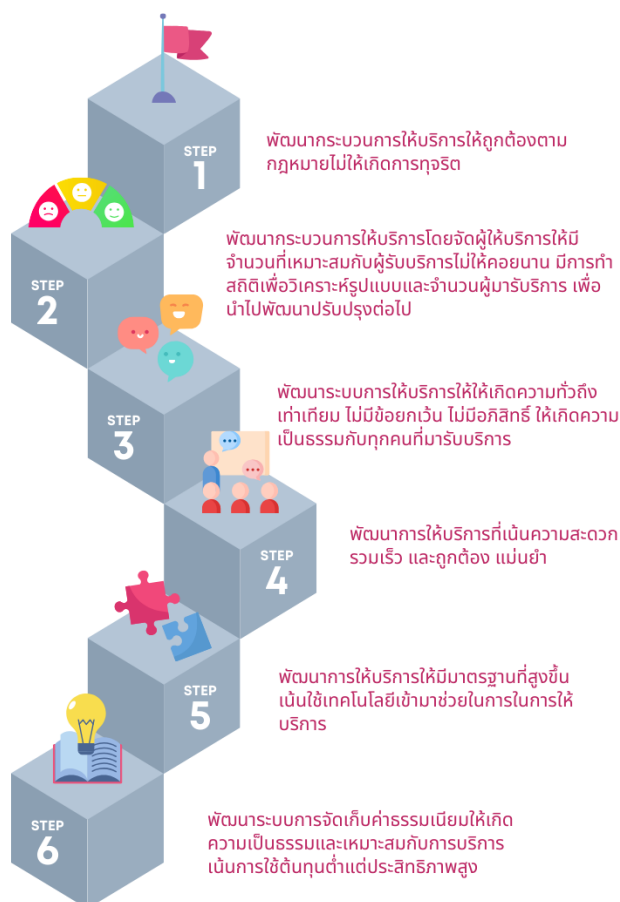 STEP
1
พัฒนากระบวนการให้บริการให้ถูกต้องตาม
กฎหมายไม่ให้เกิดการทุจริต
STEP
2
พัฒนากระบวนการให้บริการโดยจัดผู้ให้บริการให้มี
จำนวนที่เหมาะสมกับผู้รับบริการไม่ให้คอยนาน มีการทำ
สถิติเพื่อวิเคราะห์รูปแบบและจำนวนผู้มารับริการ เพื่อ
นำไปพัฒนาปรับปรุงต่อไป
STEP
3
พัฒนาระบบการให้บริการให้ให้เกิดความทั่วถึง
เท่าเทียม ไม่มีข้อยกเว้น ไม่มีอภิสิทธิ์ ให้เกิดความ
เป็นธรรมกับทุกคนที่มารับบริการ
STEP
4
พัฒนาการให้บริการที่เน้นความสะดวก
รวมเร็ว และถูกต้อง แม่นยำ
STEP
5
พัฒนาการให้บริการให้มีมาตรฐานที่สูงขึ้น
เน้นใช้เทคโนโลยีเข้ามาช่วยในการในการให้
บริการ
STEP
6
พัฒนาระบบการจัดเก็บค่าธรรมเนียมให้เกิด
ความเป็นธรรมและเหมาะสมกับการบริการ
เน้นการใช้ต้นทุนต่ำแต่ประสิทธิภาพสูง